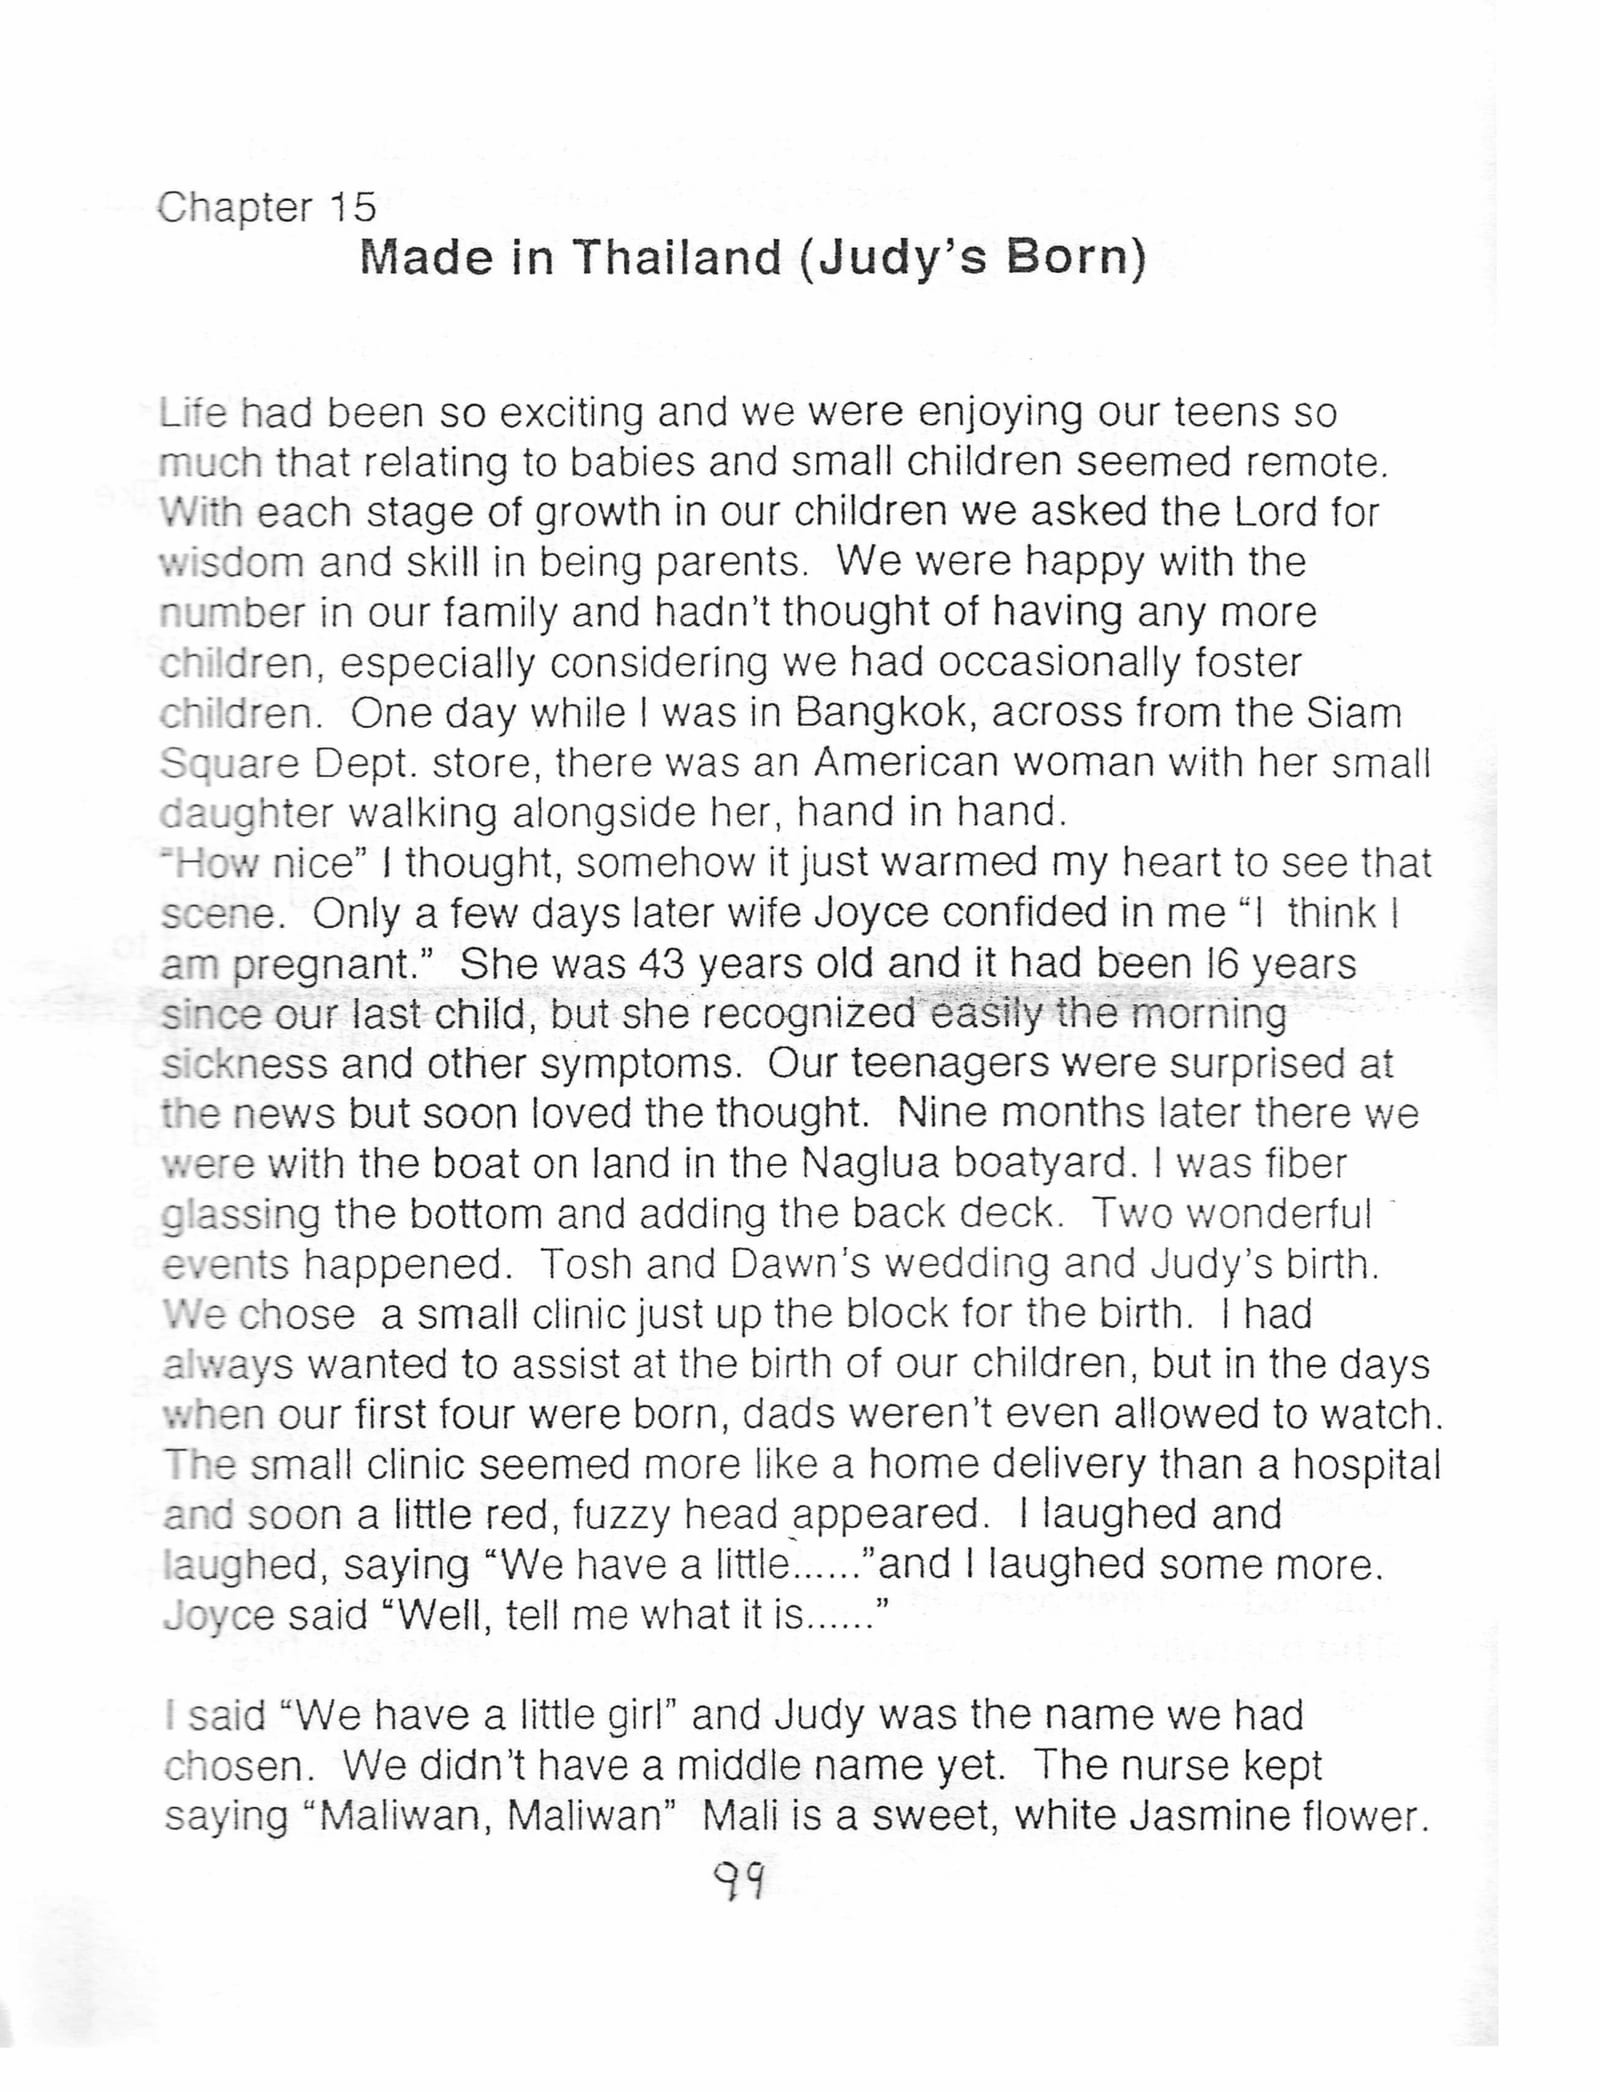 Chapter 15
Made in Thailand (Judy's Born)
Life had been so exciting and we were enjoying our teens so
much that relating to babies and small children seemed remote.
With each stage of growth in our children we asked the Lord for
wisdom and skill in being parents.  We were happy with the
number in our family and hadn't thought of having any more
children, especially considering we had occasionally foster
children.  One day while I was in Bangkok, across from the Siam
Square Dept. store, there was an American woman with her small
daughter walking alongside her, hand in hand.
"How nice" I thought, somehow it just warmed my heart to see that
scene.  Only a few days later wife Joyce confided in me "I  think I
am pregnant."  She was 43 years old and it had been 16 years
since our last child, but she recognized easily the morning
sickness and other symptoms.  Our teenagers were surprised at
the news but soon loved the thought.  Nine months later there we
were with the boat on land in the Naglua boatyard. I was fiber
glassing the bottom and adding the back deck.  Two wonderful
events happened.  Tosh and Dawn's wedding and Judy's birth.
We chose  a small clinic just up the block for the birth.  I had
always wanted to assist at the birth of our children, but in the days
when our first four were born, dads weren't even allowed to watch.
The small clinic seemed more like a home delivery than a hospital
and soon a little red, fuzzy head appeared.  I laughed and
laughed, saying "We have a little......"and I laughed some more.
Joyce said "Well, tell me what it is......"
I said "We have a little girl" and Judy was the name we had
chosen.  We didn't have a middle name yet.  The nurse kept
saying "Maliwan, Maliwan"  Mali is a sweet, white Jasmine flower.
99